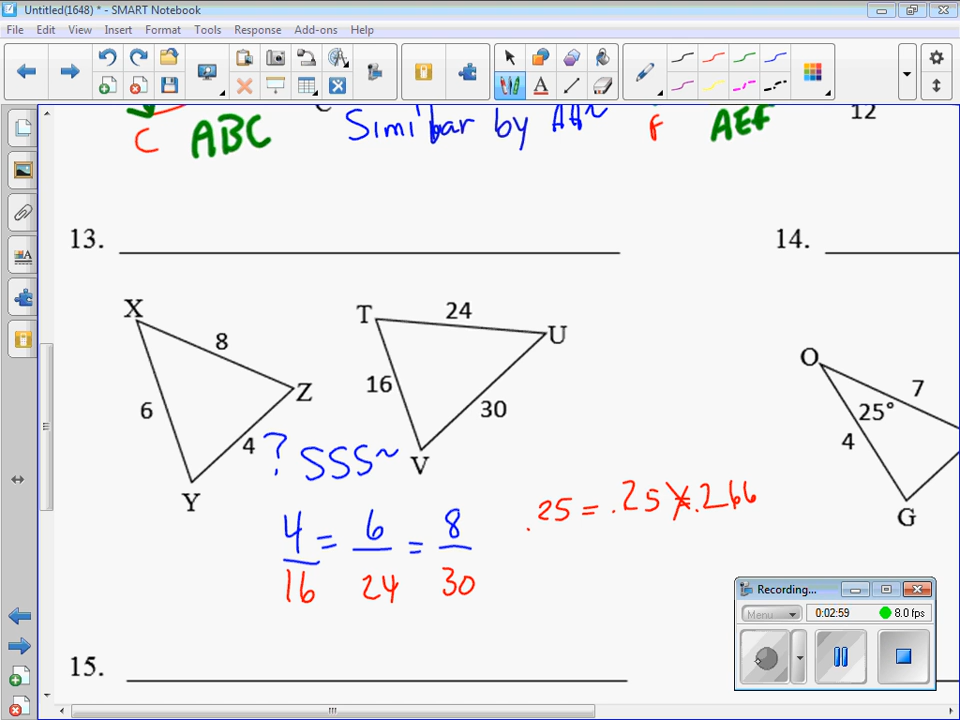 Untitled(1648) * - SMART Notebook
File Edit View Insert Format Tools Response Add-ons Help
C ABC Similar by AA~ F AEF 12
13. 14.
X 8 Z 6 4 Y
T 24 U 16 30 V
O 7 25° 4 G
? SSS~
4/16 = 6/24 = 8/30
.25 = .25 ≠ .266
15.
Recording...
Menu 0:02:59 8.0 fps